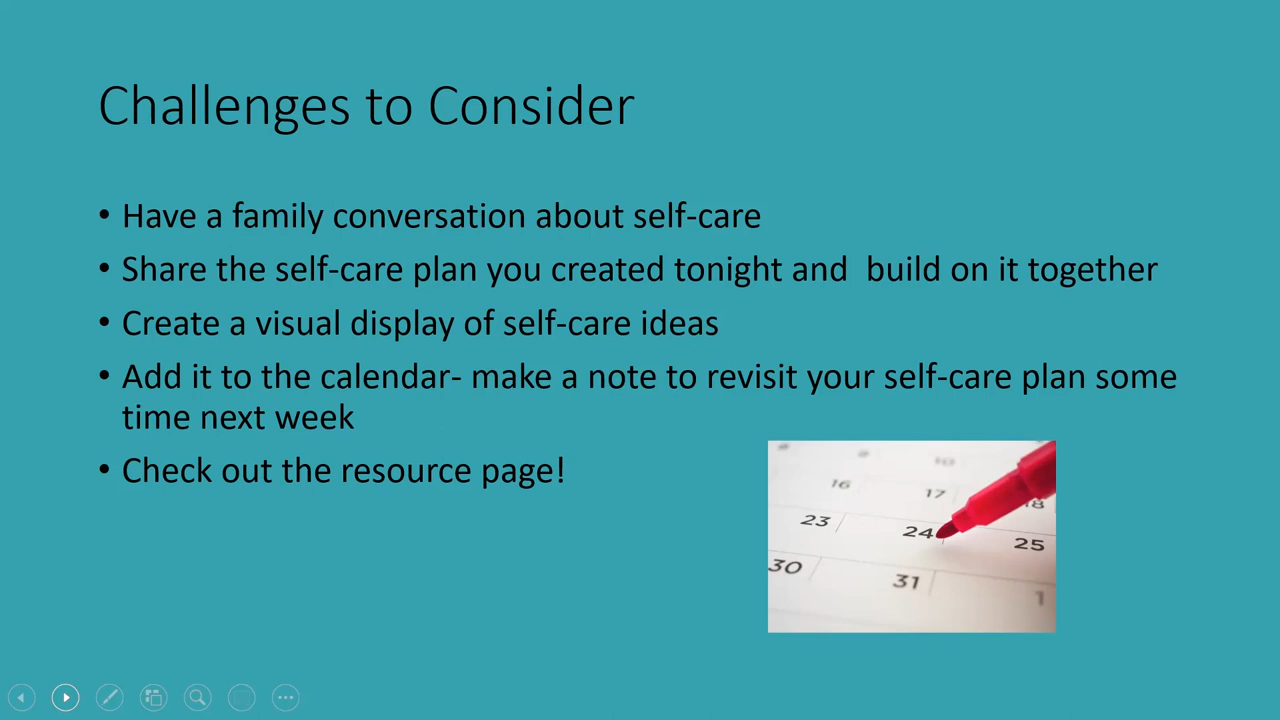 Challenges to Consider
• Have a family conversation about self-care
• Share the self-care plan you created tonight and  build on it together
• Create a visual display of self-care ideas
• Add it to the calendar- make a note to revisit your self-care plan some
time next week
• Check out the resource page!
10
16 17 18
23 24 25
30 31 1